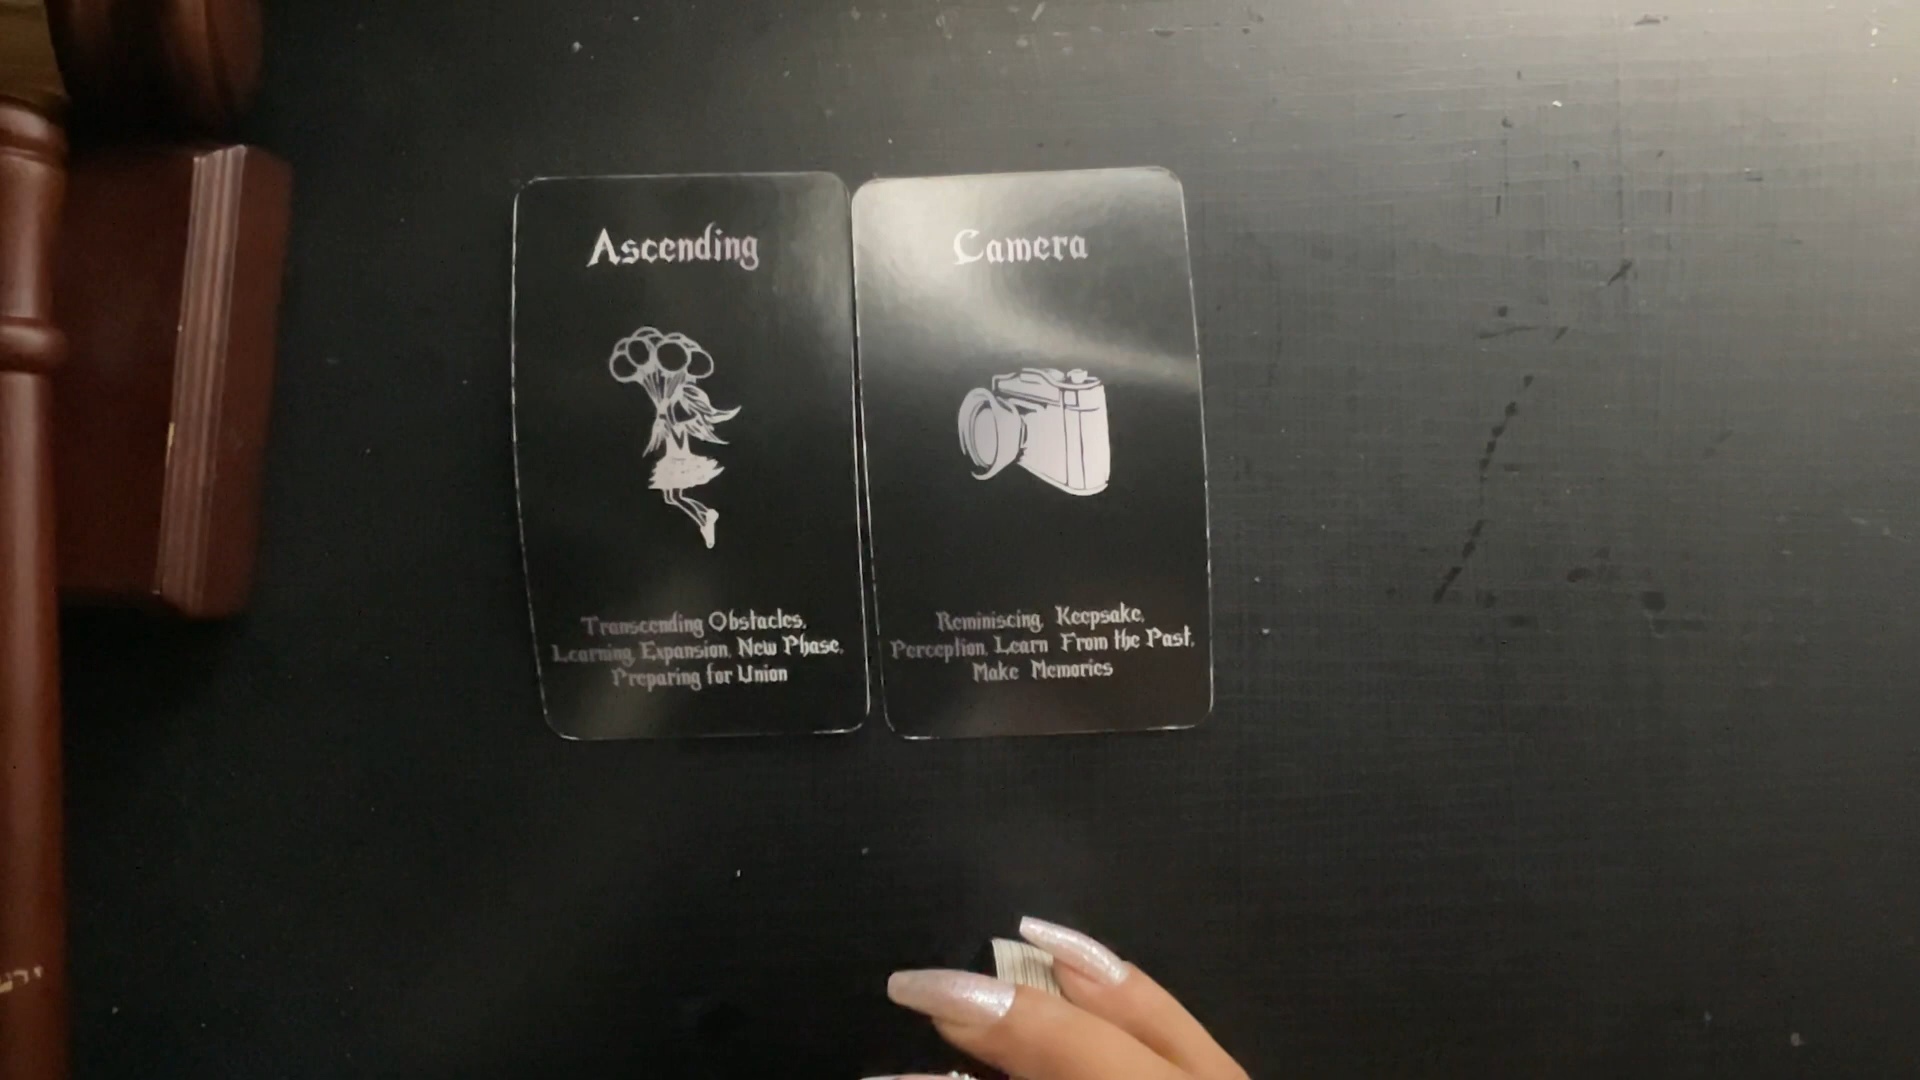 Ascending
Transcending Obstacles,
Learning, Expansion, New Phase,
Preparing for Union
Camera
Reminiscing, Keepsake,
Perception, Learn From the Past,
Make Memories